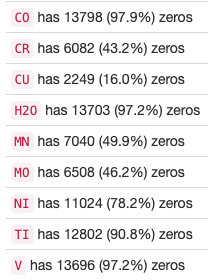 CO has 13798 (97.9%) zeros
CR has 6082 (43.2%) zeros
CU has 2249 (16.0%) zeros
H2O has 13703 (97.2%) zeros
MN has 7040 (49.9%) zeros
MO has 6508 (46.2%) zeros
NI has 11024 (78.2%) zeros
TI has 12802 (90.8%) zeros
V has 13696 (97.2%) zeros